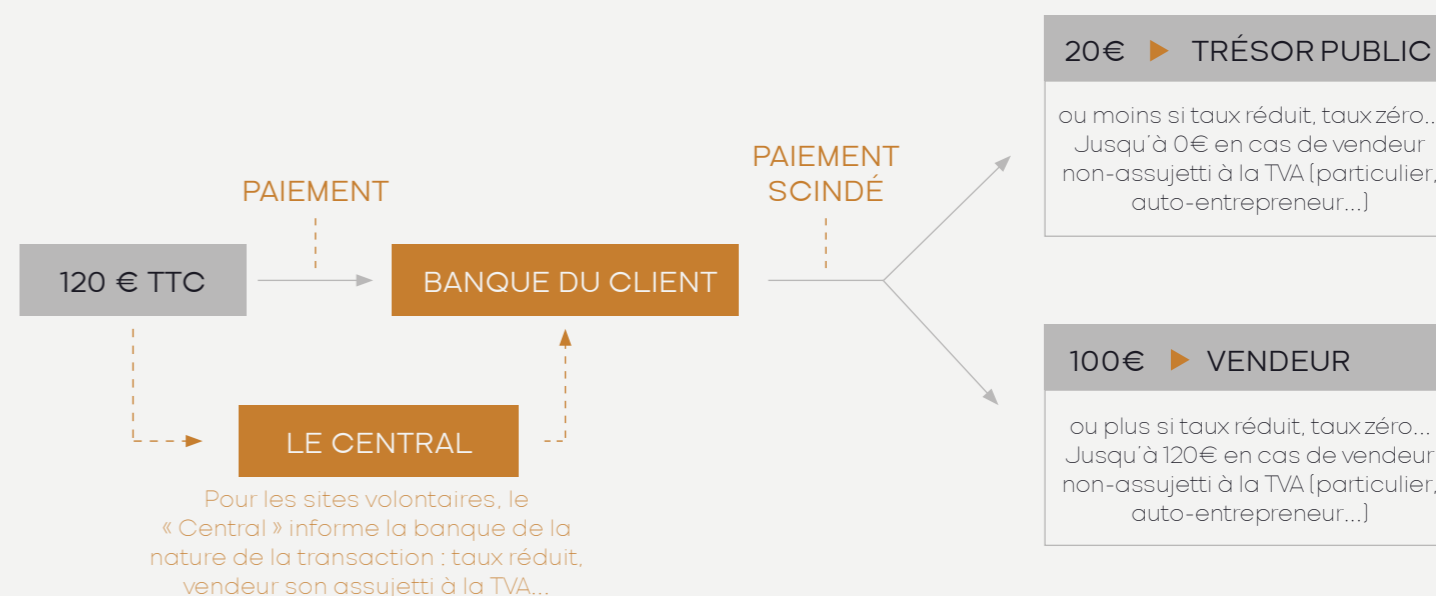 120 € TTC
PAIEMENT
BANQUE DU CLIENT
LE CENTRAL
Pour les sites volontaires, le
« Central » informe la banque de la
nature de la transaction : taux réduit,
vendeur son assujetti à la TVA...
PAIEMENT
SCINDÉ
20€ ▶ TRÉSOR PUBLIC
ou moins si taux réduit, taux zéro...
Jusqu'à 0€ en cas de vendeur
non-assujetti à la TVA (particulier,
auto-entrepreneur...)
100€ ▶ VENDEUR
ou plus si taux réduit, taux zéro...
Jusqu'à 120€ en cas de vendeur
non-assujetti à la TVA (particulier,
auto-entrepreneur...)